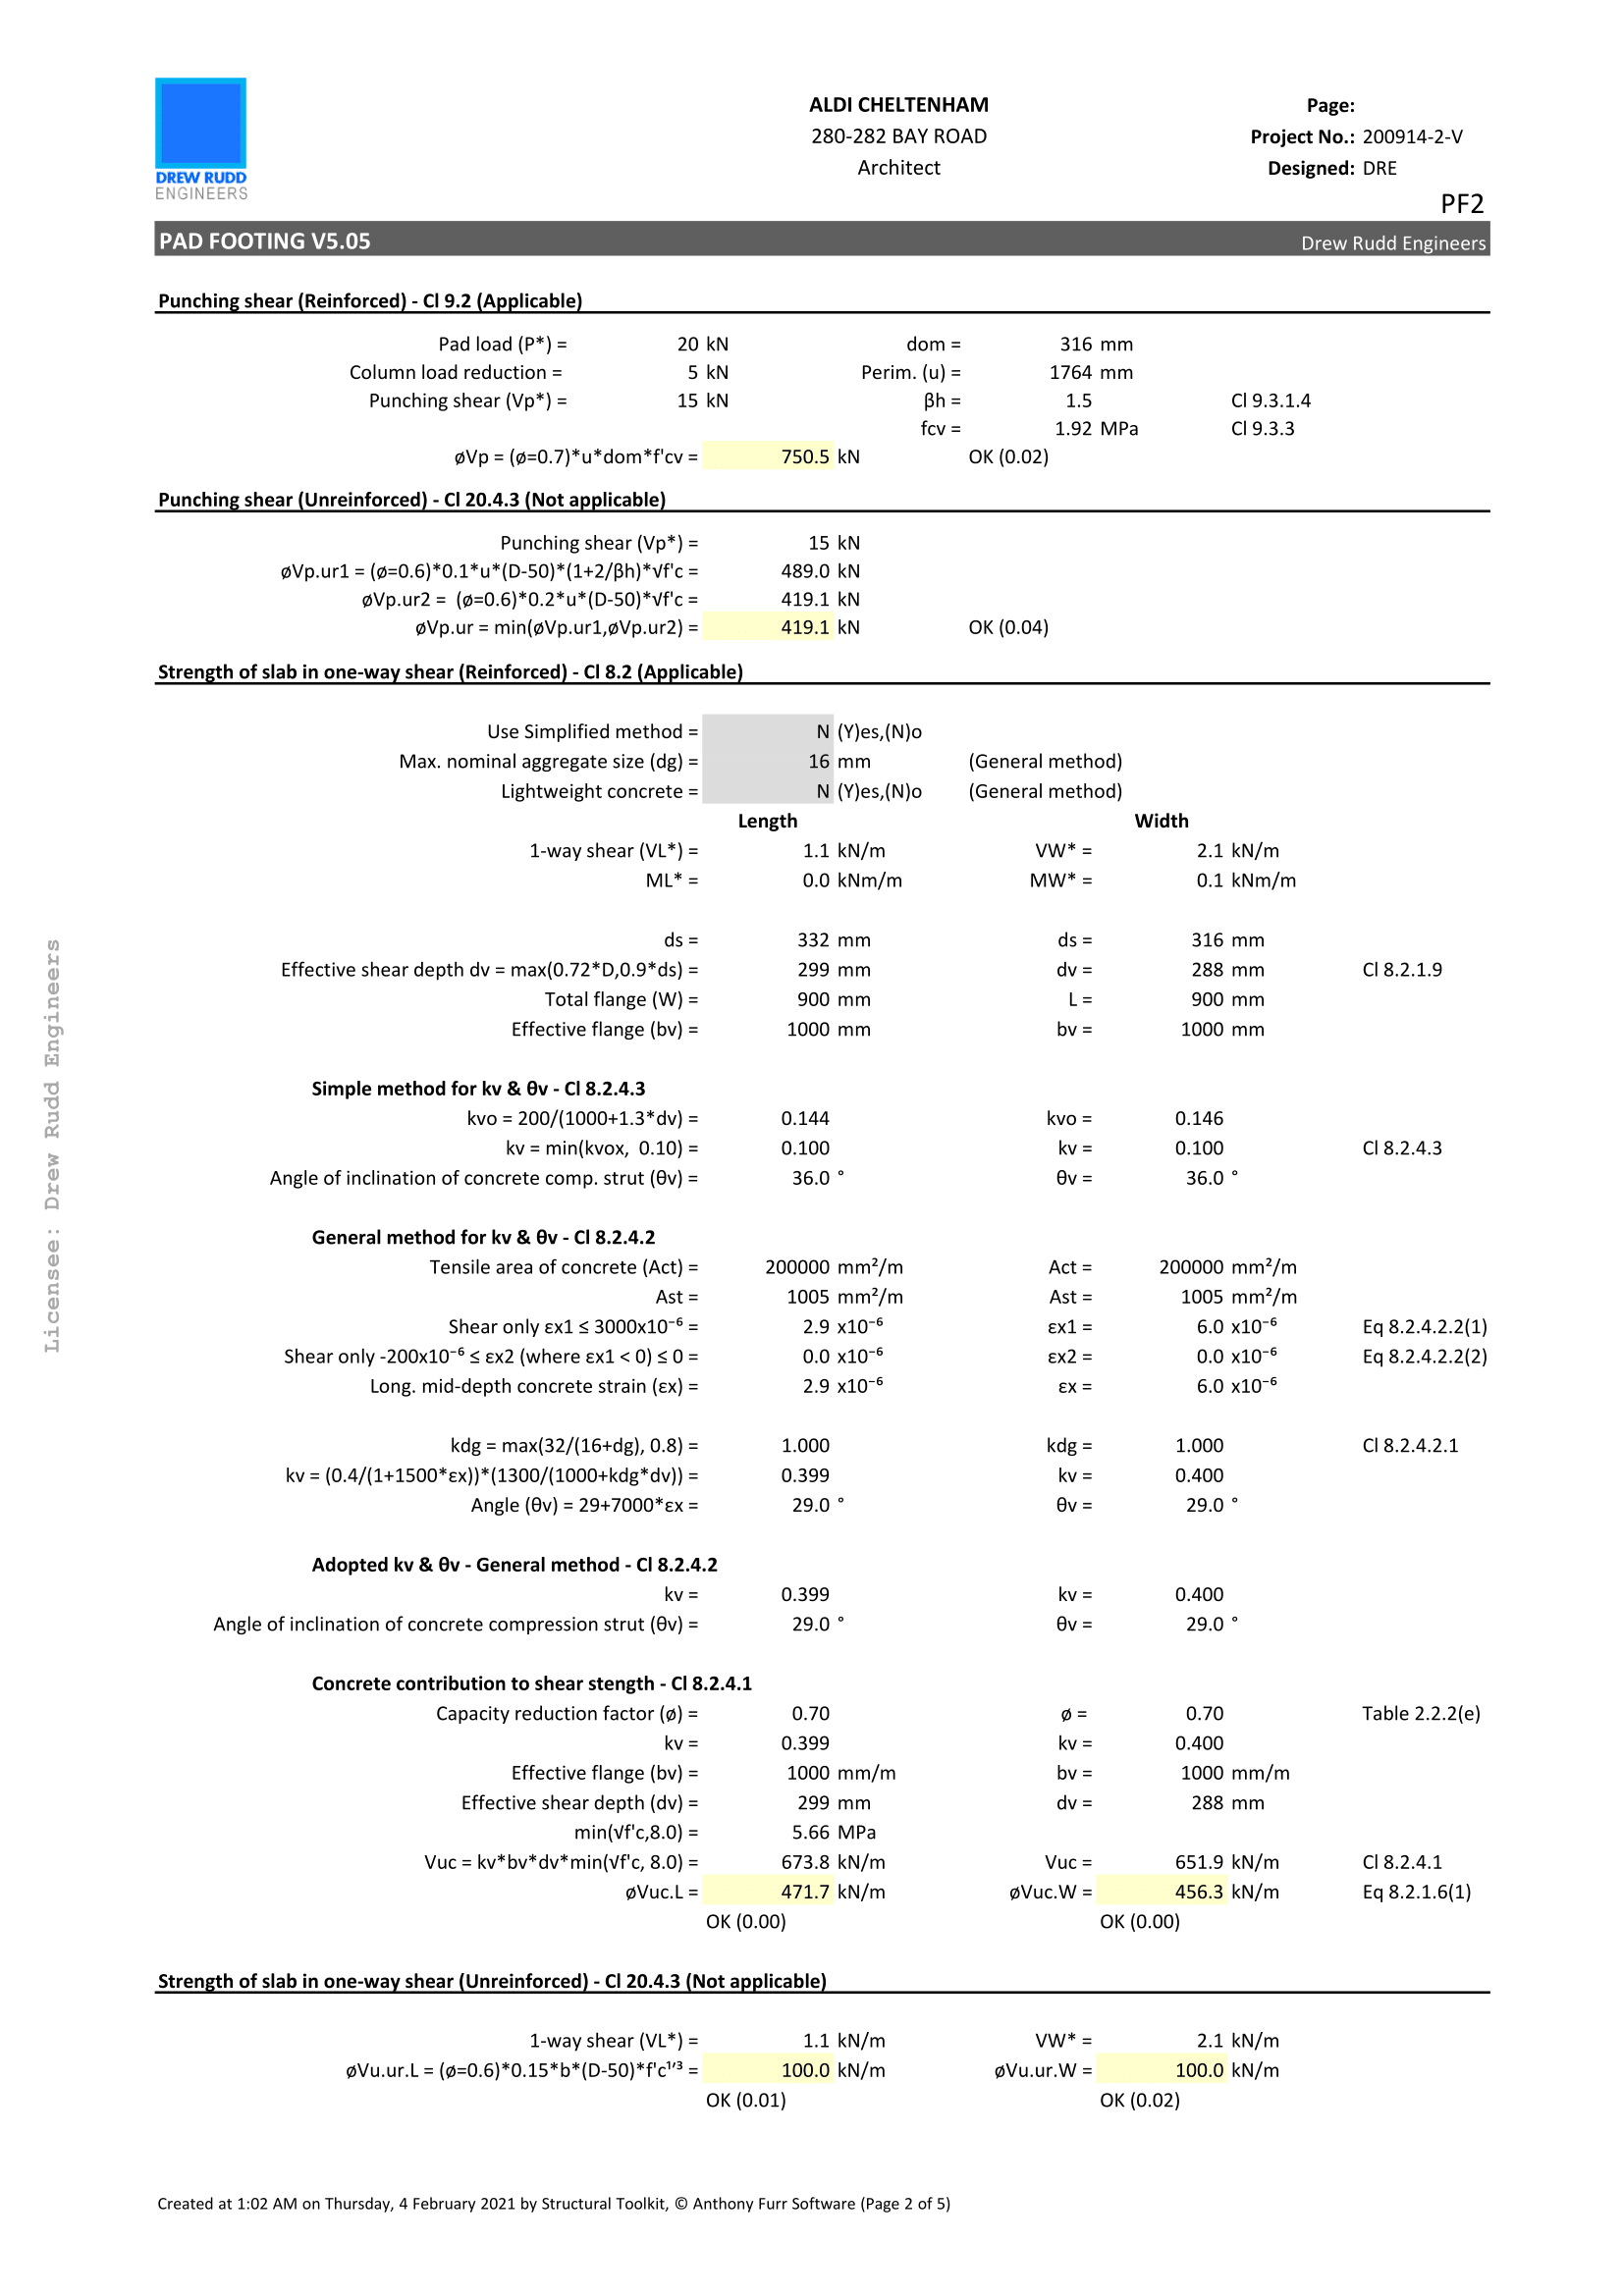 DREW RUDD
ENGINEERS
ALDI CHELTENHAM
280-282 BAY ROAD
Architect
Page:
Project No.: 200914-2-V
Designed: DRE
PF2
PAD FOOTING V5.05 Drew Rudd Engineers
Punching shear (Reinforced) - Cl 9.2 (Applicable)
Pad load (P*) = 20 kN dom = 316 mm
Column load reduction = 5 kN Perim. (u) = 1764 mm
Punching shear (Vp*) = 15 kN βh = 1.5 Cl 9.3.1.4
fcv = 1.92 MPa Cl 9.3.3
øVp = (ø=0.7)*u*dom*f'cv = 750.5 kN OK (0.02)
Punching shear (Unreinforced) - Cl 20.4.3 (Not applicable)
Punching shear (Vp*) = 15 kN
øVp.ur1 = (ø=0.6)*0.1*u*(D-50)*(1+2/βh)*√f'c = 489.0 kN
øVp.ur2 = (ø=0.6)*0.2*u*(D-50)*√f'c = 419.1 kN
øVp.ur = min(øVp.ur1,øVp.ur2) = 419.1 kN OK (0.04)
Strength of slab in one-way shear (Reinforced) - Cl 8.2 (Applicable)
Use Simplified method = N (Y)es,(N)o
Max. nominal aggregate size (dg) = 16 mm (General method)
Lightweight concrete = N (Y)es,(N)o (General method)
Length Width
1-way shear (VL*) = 1.1 kN/m VW* = 2.1 kN/m
ML* = 0.0 kNm/m MW* = 0.1 kNm/m
ds = 332 mm ds = 316 mm
Effective shear depth dv = max(0.72*D,0.9*ds) = 299 mm dv = 288 mm Cl 8.2.1.9
Total flange (W) = 900 mm L = 900 mm
Effective flange (bv) = 1000 mm bv = 1000 mm
Simple method for kv & θv - Cl 8.2.4.3
kvo = 200/(1000+1.3*dv) = 0.144 kvo = 0.146
kv = min(kvox, 0.10) = 0.100 kv = 0.100 Cl 8.2.4.3
Angle of inclination of concrete comp. strut (θv) = 36.0 ° θv = 36.0 °
General method for kv & θv - Cl 8.2.4.2
Tensile area of concrete (Act) = 200000 mm²/m Act = 200000 mm²/m
Ast = 1005 mm²/m Ast = 1005 mm²/m
Shear only εx1 ≤ 3000x10⁻⁶ = 2.9 x10⁻⁶ εx1 = 6.0 x10⁻⁶ Eq 8.2.4.2.2(1)
Shear only -200x10⁻⁶ ≤ εx2 (where εx1 < 0) ≤ 0 = 0.0 x10⁻⁶ εx2 = 0.0 x10⁻⁶ Eq 8.2.4.2.2(2)
Long. mid-depth concrete strain (εx) = 2.9 x10⁻⁶ εx = 6.0 x10⁻⁶
kdg = max(32/(16+dg), 0.8) = 1.000 kdg = 1.000 Cl 8.2.4.2.1
kv = (0.4/(1+1500*εx))*(1300/(1000+kdg*dv)) = 0.399 kv = 0.400
Angle (θv) = 29+7000*εx = 29.0 ° θv = 29.0 °
Adopted kv & θv - General method - Cl 8.2.4.2
kv = 0.399 kv = 0.400
Angle of inclination of concrete compression strut (θv) = 29.0 ° θv = 29.0 °
Concrete contribution to shear stength - Cl 8.2.4.1
Capacity reduction factor (ø) = 0.70 ø = 0.70 Table 2.2.2(e)
kv = 0.399 kv = 0.400
Effective flange (bv) = 1000 mm/m bv = 1000 mm/m
Effective shear depth (dv) = 299 mm dv = 288 mm
min(√f'c,8.0) = 5.66 MPa
Vuc = kv*bv*dv*min(√f'c, 8.0) = 673.8 kN/m Vuc = 651.9 kN/m Cl 8.2.4.1
øVuc.L = 471.7 kN/m øVuc.W = 456.3 kN/m Eq 8.2.1.6(1)
OK (0.00) OK (0.00)
Strength of slab in one-way shear (Unreinforced) - Cl 20.4.3 (Not applicable)
1-way shear (VL*) = 1.1 kN/m VW* = 2.1 kN/m
øVu.ur.L = (ø=0.6)*0.15*b*(D-50)*f'c¹ᐟ³ = 100.0 kN/m øVu.ur.W = 100.0 kN/m
OK (0.01) OK (0.02)
Created at 1:02 AM on Thursday, 4 February 2021 by Structural Toolkit, © Anthony Furr Software (Page 2 of 5)
Licensee: Drew Rudd Engineers